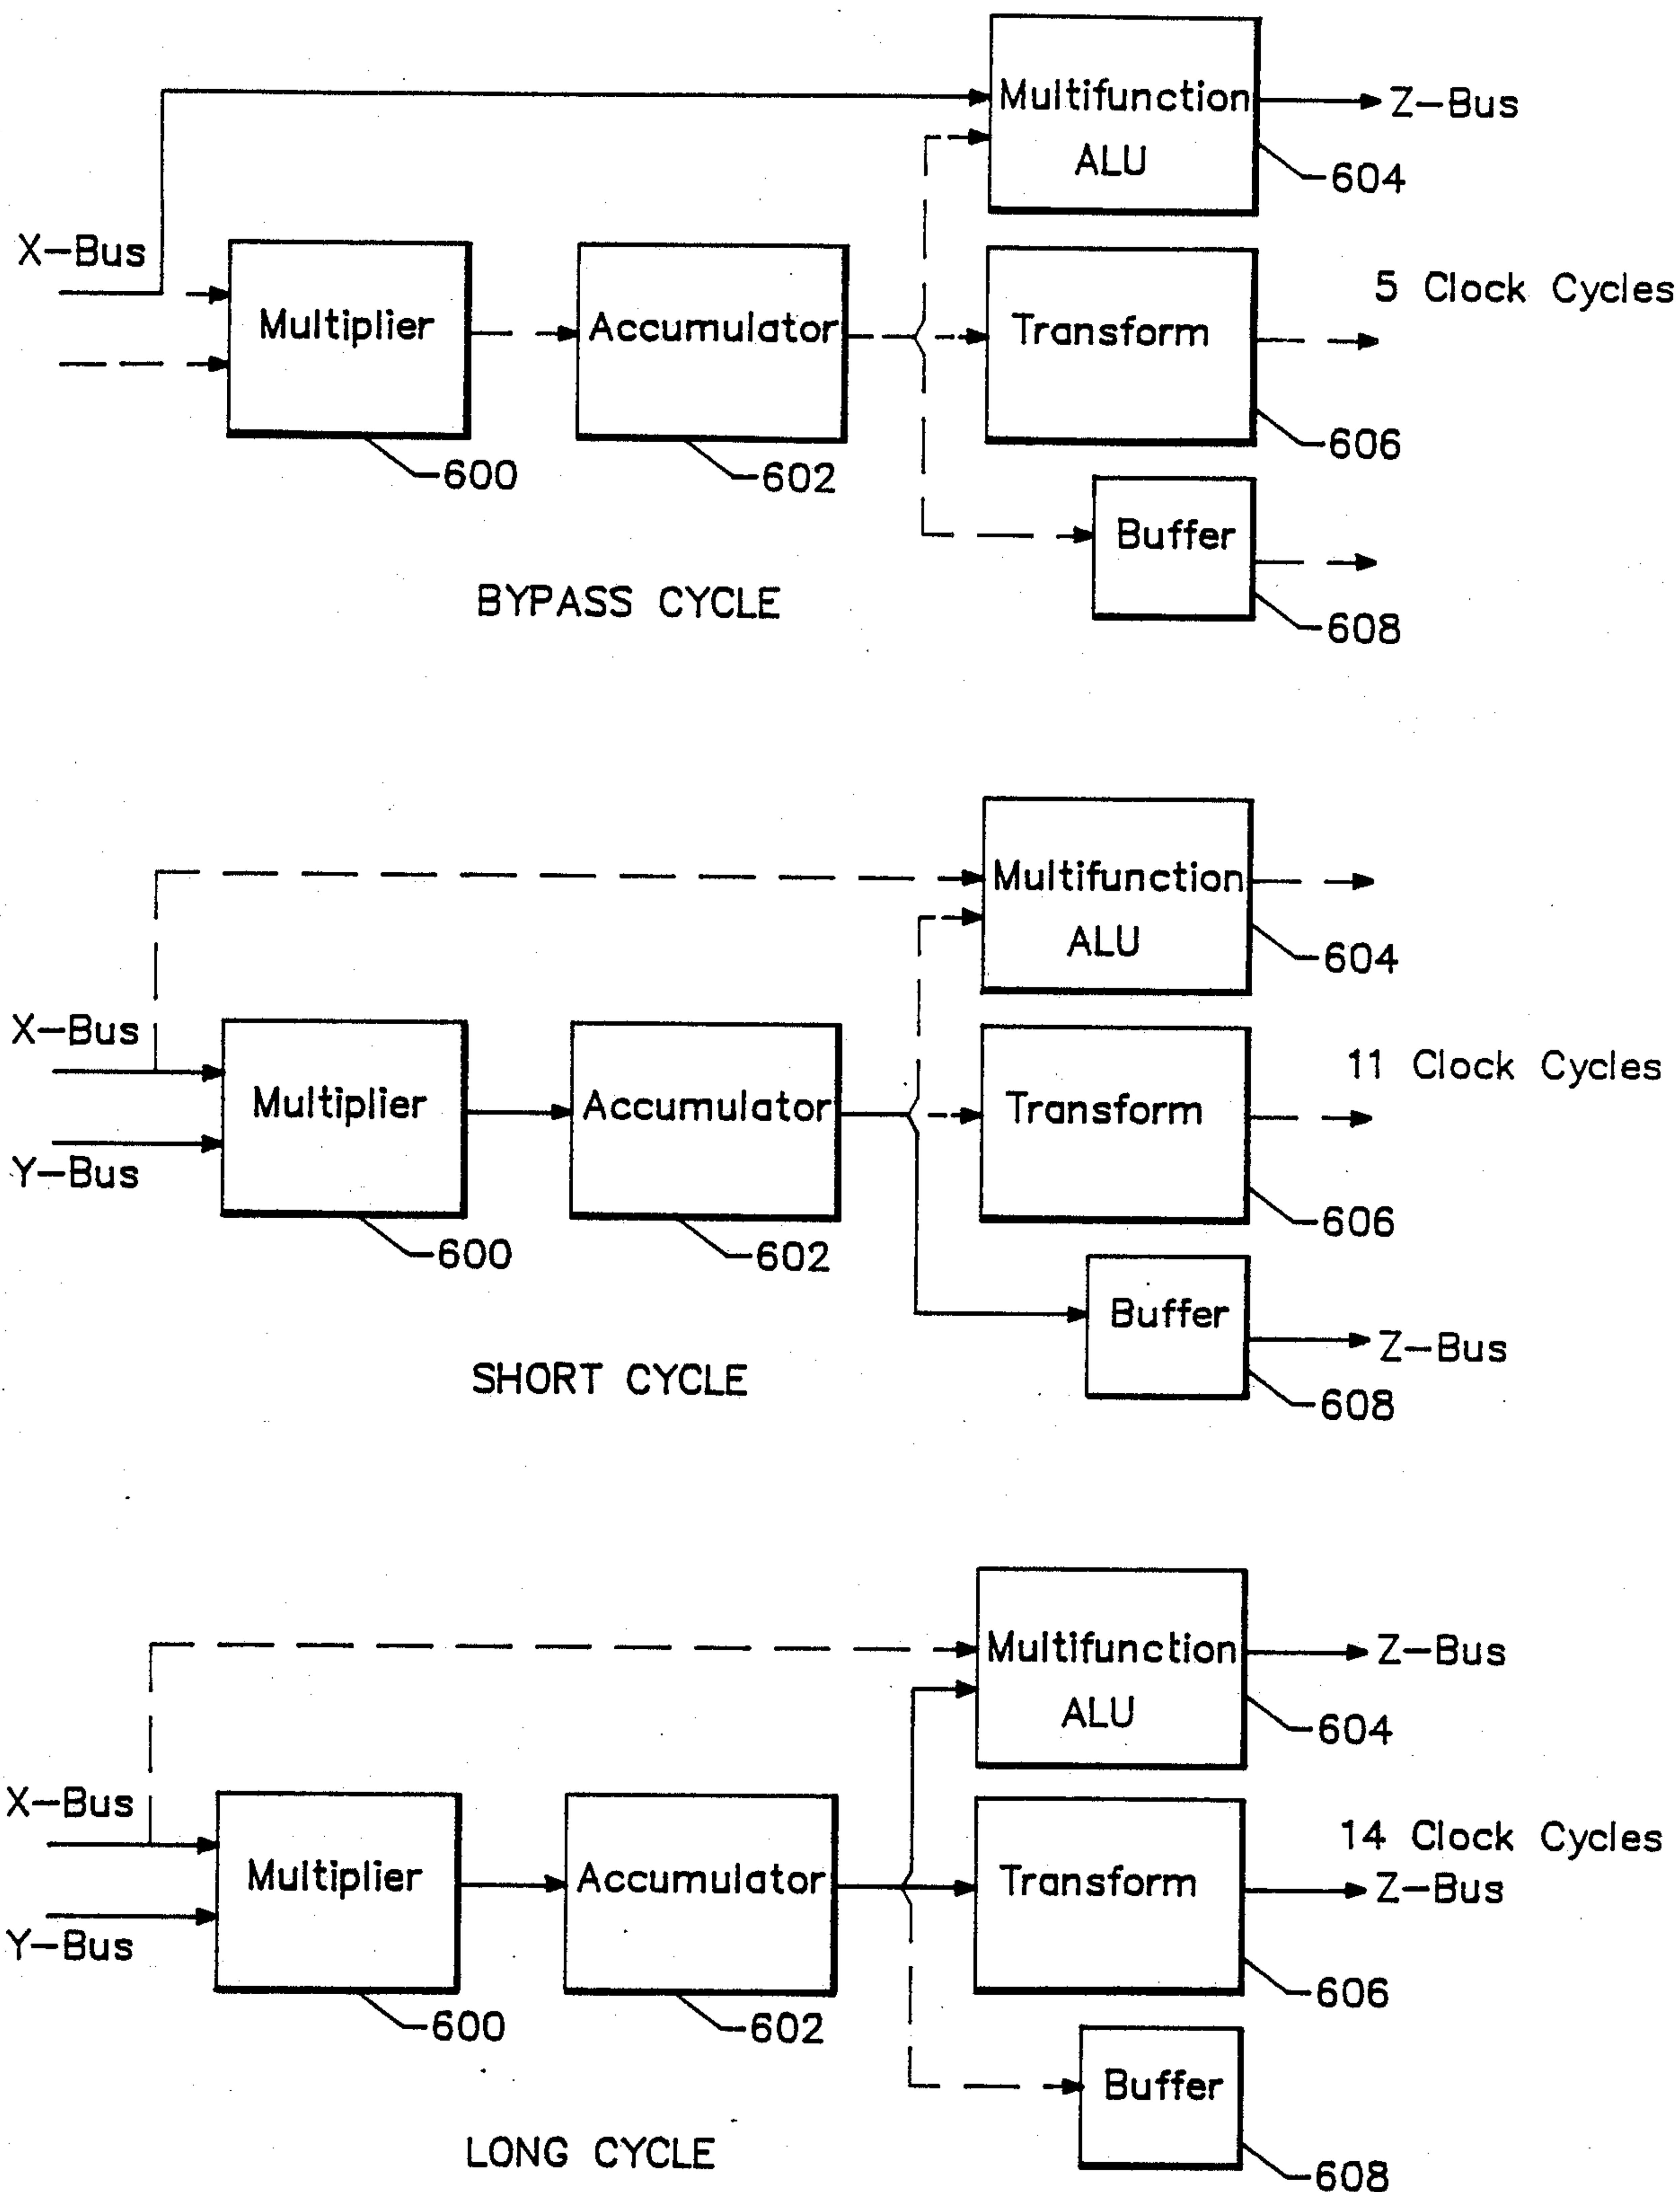 Multifunction
ALU
Z-Bus
604
X-Bus
Multiplier
Accumulator
Transform
5 Clock Cycles
600
602
606
Buffer
608
BYPASS CYCLE
Multifunction
ALU
604
X-Bus
Y-Bus
Multiplier
Accumulator
Transform
11 Clock Cycles
600
602
606
Buffer
Z-Bus
608
SHORT CYCLE
Multifunction
ALU
Z-Bus
604
X-Bus
Y-Bus
Multiplier
Accumulator
Transform
14 Clock Cycles
Z-Bus
600
602
606
Buffer
608
LONG CYCLE